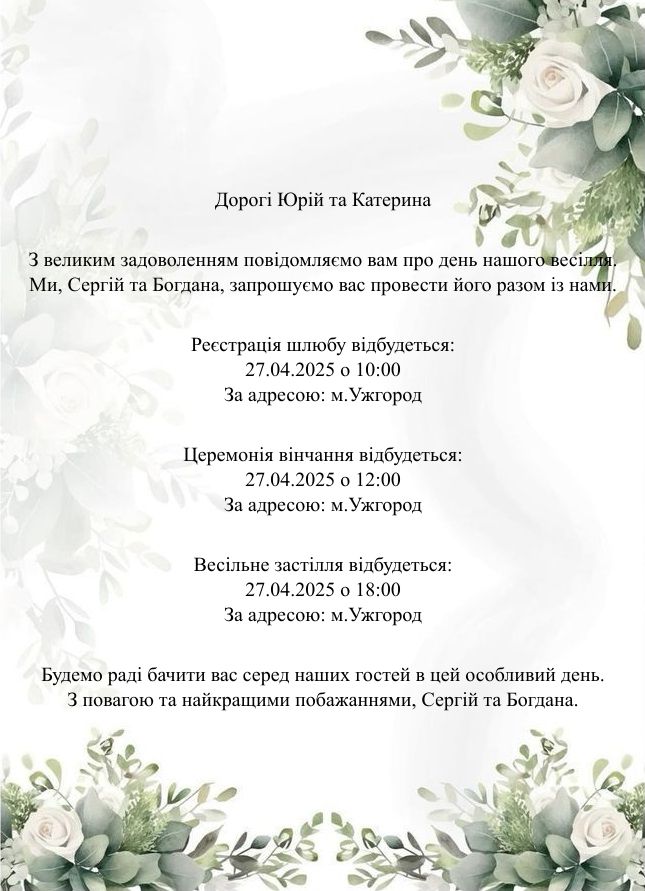 Дорогі Юрій та Катерина
З великим задоволенням повідомляємо вам про день нашого весілля.
Ми, Сергій та Богдана, запрошуємо вас провести його разом із нами.
Реєстрація шлюбу відбудеться:
27.04.2025 о 10:00
За адресою: м.Ужгород
Церемонія вінчання відбудеться:
27.04.2025 о 12:00
За адресою: м.Ужгород
Весільне застілля відбудеться:
27.04.2025 о 18:00
За адресою: м.Ужгород
Будемо раді бачити вас серед наших гостей в цей особливий день.
З повагою та найкращими побажаннями, Сергій та Богдана.